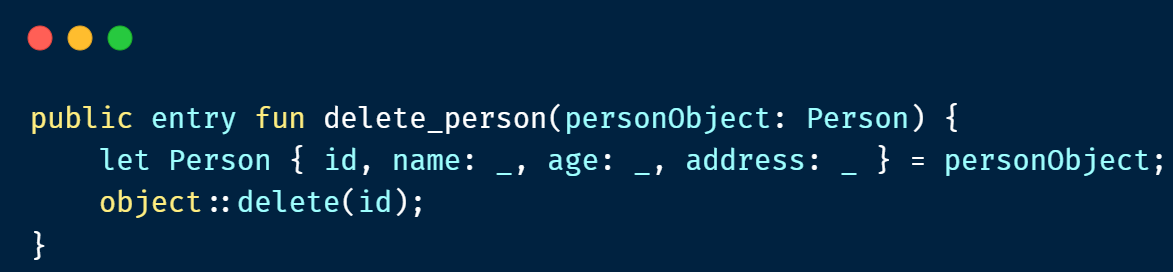 public entry fun delete_person(personObject: Person) {
    let Person { id, name: _, age: _, address: _ } = personObject;
    object::delete(id);
}